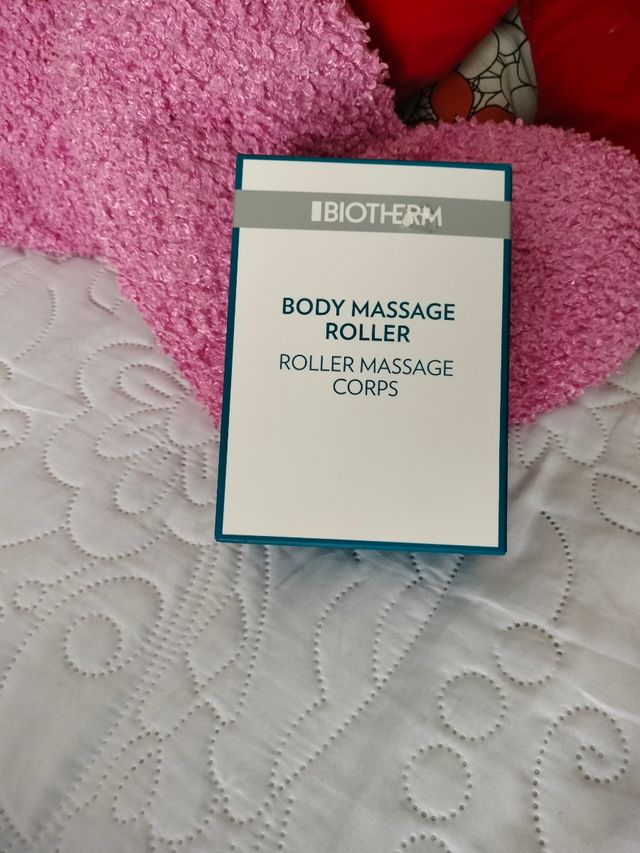 BIOTHERM
BODY MASSAGE
ROLLER
ROLLER MASSAGE
CORPS